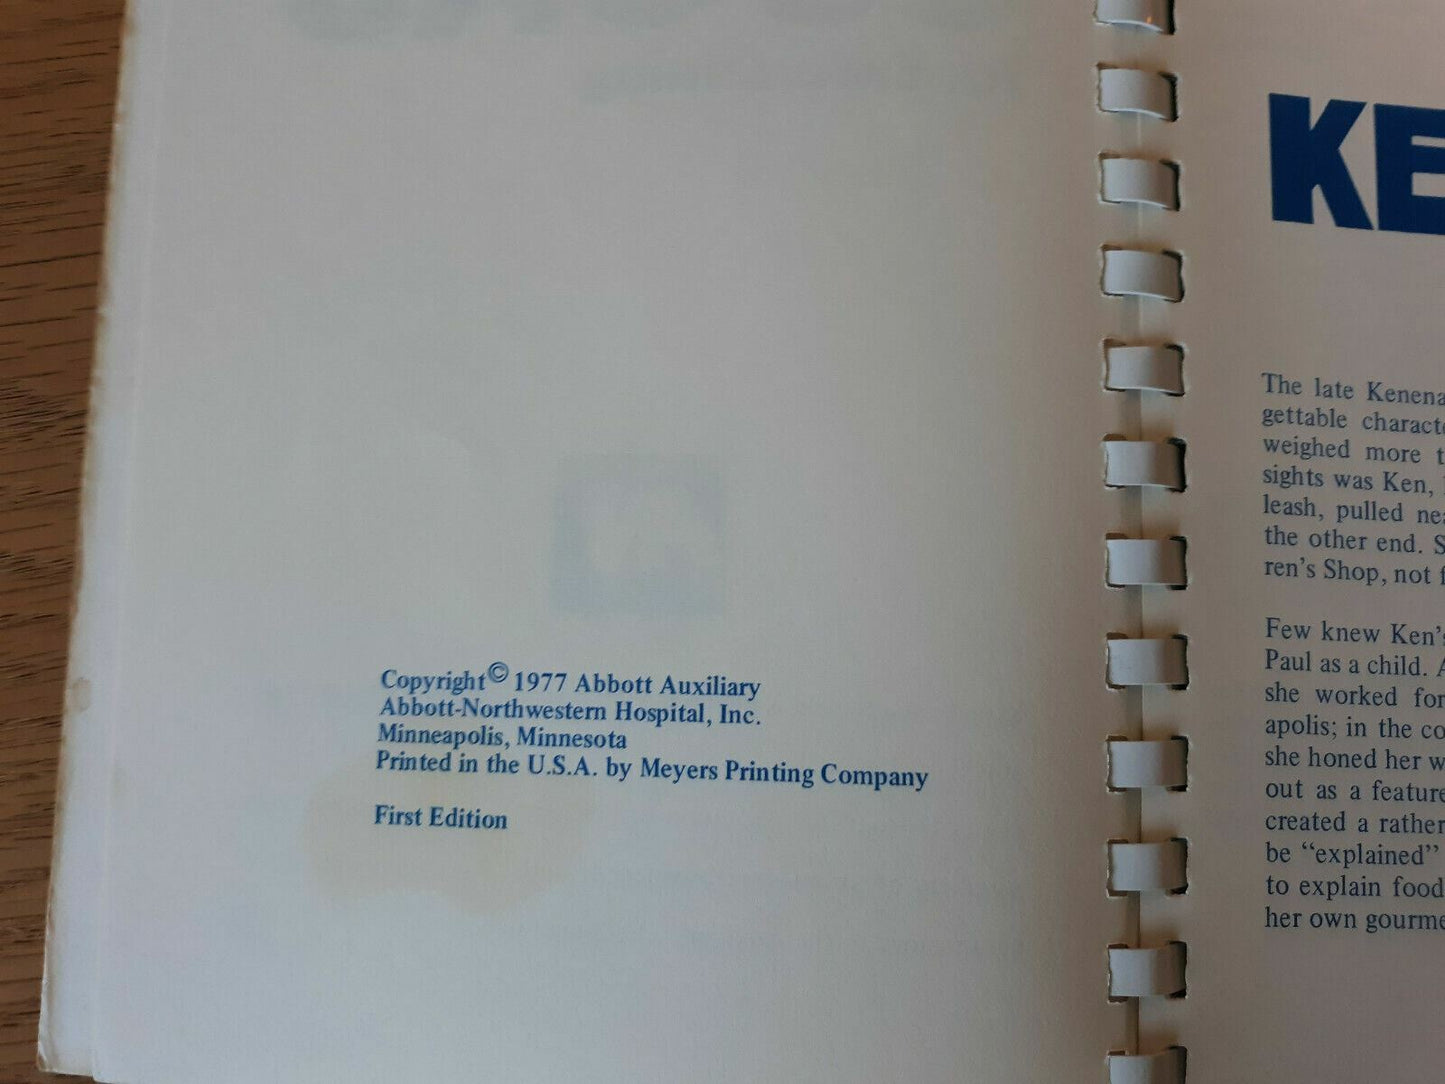 Copyright © 1977 Abbott Auxiliary
Abbott-Northwestern Hospital, Inc.
Minneapolis, Minnesota
Printed in the U.S.A. by Meyers Printing Company
First Edition
KE
The late Kenena
gettable characte
weighed more t
sights was Ken,
leash, pulled nea
the other end. S
ren's Shop, not f
Few knew Ken's
Paul as a child. A
she worked for
apolis; in the co
she honed her w
out as a feature
created a rather
be "explained"
to explain food
her own gourme